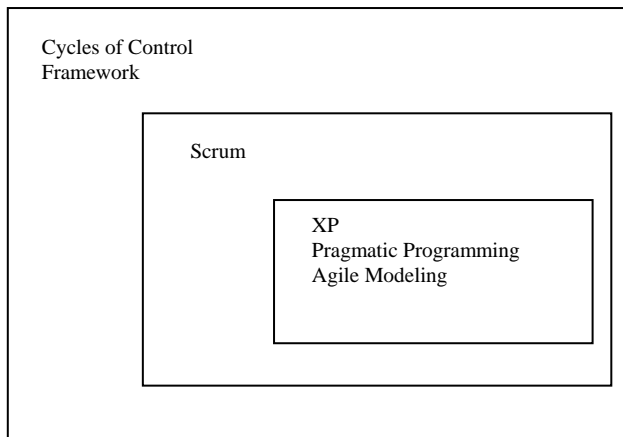 Cycles of Control
Framework
Scrum
XP
Pragmatic Programming
Agile Modeling